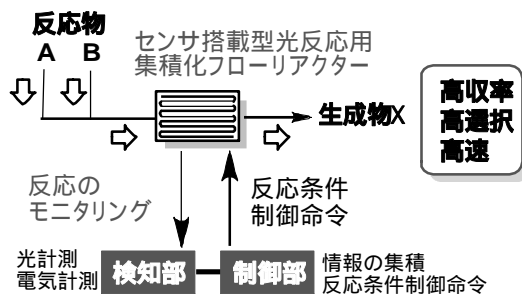 反応物
A B
センサ搭載型光反応用
集積化フローリアクター
生成物X
高収率
高選択
高速
反応の
モニタリング
反応条件
制御命令
光計測
電気計測
検知部
制御部
情報の集積
反応条件制御命令